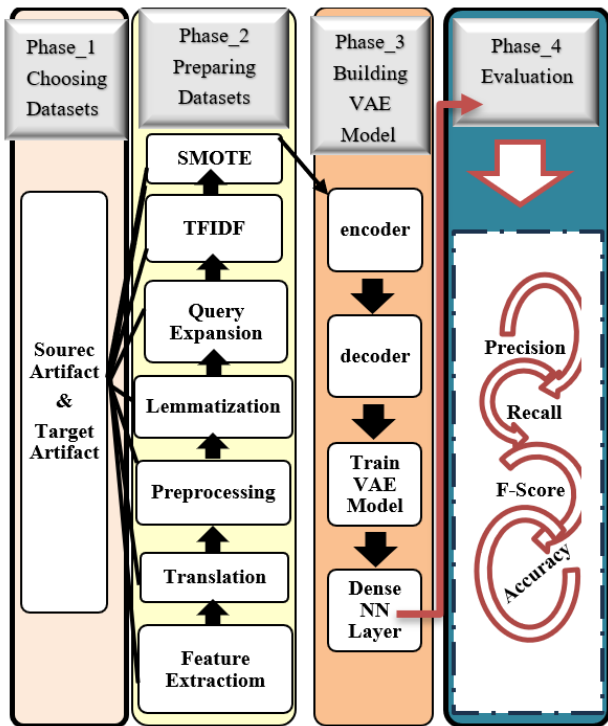 Phase_1
Choosing
Datasets
Sourec
Artifact
&
Target
Artifact
Phase_2
Preparing
Datasets
SMOTE
TFIDF
Query
Expansion
Lemmatization
Preprocessing
Translation
Feature
Extractiom
Phase_3
Building
VAE
Model
encoder
decoder
Train
VAE
Model
Dense
NN
Layer
Phase_4
Evaluation
Precision
Recall
F-Score
Accuracy